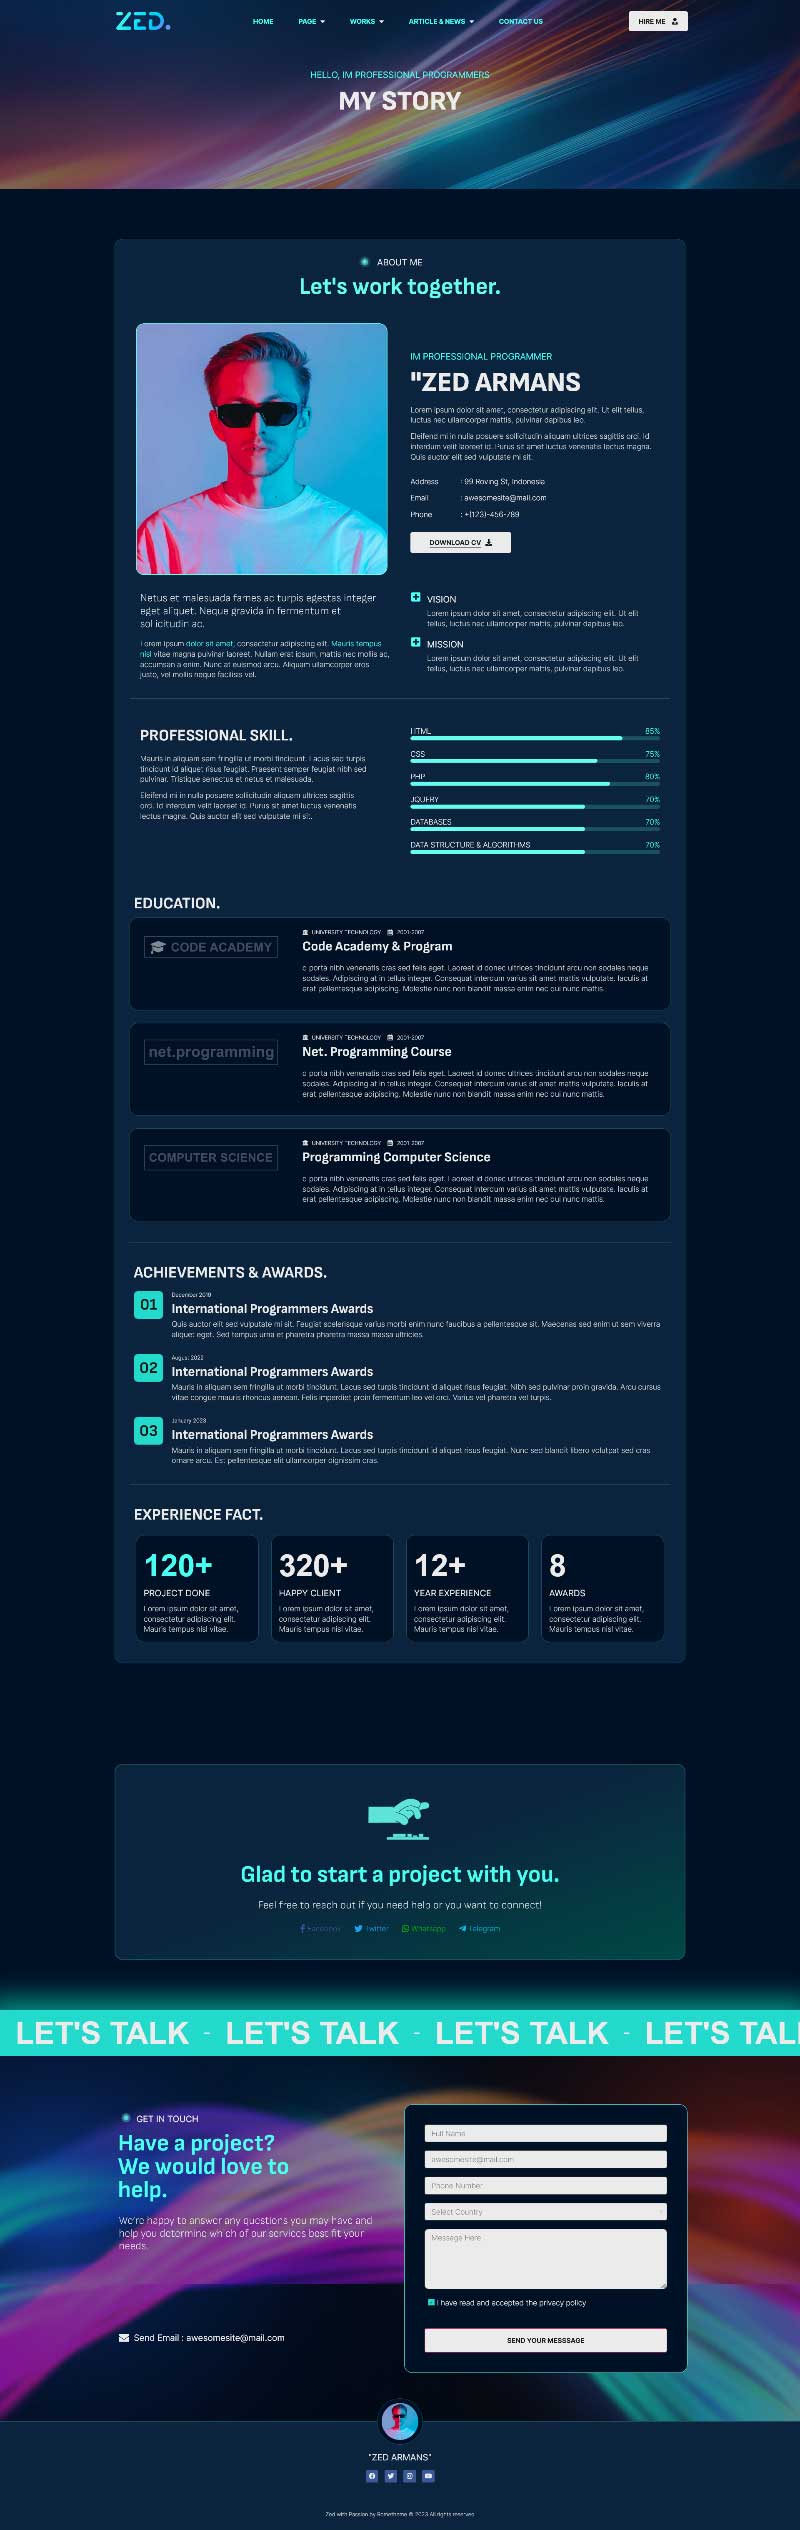 ZED.
HOME PAGE WORKS ARTICLE & NEWS CONTACT US
HIRE ME
HELLO, IM PROFESSIONAL PROGRAMMERS
MY STORY
ABOUT ME
Let's work together.
IM PROFESSIONAL PROGRAMMER
"ZED ARMANS
Lorem ipsum dolor sit amet, consectetur adipiscing elit. Ut elit tellus,
luctus nec ullamcorper mattis, pulvinar dapibus leo.
Eleifend mi in nulla posuere sollicitudin aliquam ultrices sagittis orci. Id
interdum velit laoreet id. Purus sit amet luctus venenatis luctus magna.
Quis auctor elit sed vulputate mi sit.
Address : 99 Roving St, Indonesia
Email : awesomesite@mail.com
Phone : +(123)-456-789
DOWNLOAD CV
Netus et malesuada fames ac turpis egestas integer
eget aliquet. Neque gravida in fermentum et
sollicitudin ac.
Lorem ipsum dolor sit amet, consectetur adipiscing elit. Mauris tempus
nisl vitae magna pulvinar laoreet. Nullam erat ipsum, mattis nec mollis ac,
accumsan a enim. Nunc at euismod arcu. Aliquam ullamcorper eros
justo, vel mollis neque facilisis vel.
VISION
Lorem ipsum dolor sit amet, consectetur adipiscing elit. Ut elit
tellus, luctus nec ullamcorper mattis, pulvinar dapibus leo.
MISSION
Lorem ipsum dolor sit amet, consectetur adipiscing elit. Ut elit
tellus, luctus nec ullamcorper mattis, pulvinar dapibus leo.
PROFESSIONAL SKILL.
Mauris in aliquam sem fringilla ut morbi tincidunt. Lacus sed turpis
tincidunt id aliquet risus feugiat. Praesent semper feugiat nibh sed
pulvinar. Tristique senectus et netus et malesuada.
Eleifend mi in nulla posuere sollicitudin aliquam ultrices sagittis
orci. Id interdum velit laoreet id. Purus sit amet luctus venenatis
lectus magna. Quis auctor elit sed vulputate mi sit.
HTML 85%
CSS 75%
PHP 80%
JQUERY 70%
DATABASES 70%
DATA STRUCTURE & ALGORITHMS 70%
EDUCATION.
CODE ACADEMY
UNIVERSITY TECHNOLOGY 2001-2007
Code Academy & Program
c porta nibh venenatis cras sed felis eget. Laoreet id donec ultrices tincidunt arcu non sodales neque
sodales. Adipiscing at in tellus integer. Consequat interdum varius sit amet mattis vulputate. Iaculis at
erat pellentesque adipiscing. Molestie nunc non blandit massa enim nec dui nunc mattis.
net.programming
UNIVERSITY TECHNOLOGY 2001-2007
Net. Programming Course
c porta nibh venenatis cras sed felis eget. Laoreet id donec ultrices tincidunt arcu non sodales neque
sodales. Adipiscing at in tellus integer. Consequat interdum varius sit amet mattis vulputate. Iaculis at
erat pellentesque adipiscing. Molestie nunc non blandit massa enim nec dui nunc mattis.
COMPUTER SCIENCE
UNIVERSITY TECHNOLOGY 2001-2007
Programming Computer Science
c porta nibh venenatis cras sed felis eget. Laoreet id donec ultrices tincidunt arcu non sodales neque
sodales. Adipiscing at in tellus integer. Consequat interdum varius sit amet mattis vulputate. Iaculis at
erat pellentesque adipiscing. Molestie nunc non blandit massa enim nec dui nunc mattis.
ACHIEVEMENTS & AWARDS.
01
December 2019
International Programmers Awards
Quis auctor elit sed vulputate mi sit. Feugiat scelerisque varius morbi enim nunc faucibus a pellentesque sit. Maecenas sed enim ut sem viverra
aliquet eget. Sed tempus urna et pharetra pharetra massa massa ultricies.
02
August 2022
International Programmers Awards
Mauris in aliquam sem fringilla ut morbi tincidunt. Lacus sed turpis tincidunt id aliquet risus feugiat. Nibh sed pulvinar proin gravida. Arcu cursus
vitae congue mauris rhoncus aenean. Felis imperdiet proin fermentum leo vel orci. Varius vel pharetra vel turpis.
03
January 2023
International Programmers Awards
Mauris in aliquam sem fringilla ut morbi tincidunt. Lacus sed turpis tincidunt id aliquet risus feugiat. Nunc sed blandit libero volutpat sed cras
ornare arcu. Est pellentesque elit ullamcorper dignissim cras.
EXPERIENCE FACT.
120+ 320+ 12+ 8
PROJECT DONE HAPPY CLIENT YEAR EXPERIENCE AWARDS
Lorem ipsum dolor sit amet, Lorem ipsum dolor sit amet, Lorem ipsum dolor sit amet, Lorem ipsum dolor sit amet,
consectetur adipiscing elit. consectetur adipiscing elit. consectetur adipiscing elit. consectetur adipiscing elit.
Mauris tempus nisl vitae. Mauris tempus nisl vitae. Mauris tempus nisl vitae. Mauris tempus nisl vitae.
Glad to start a project with you.
Feel free to reach out if you need help or you want to connect!
Facebook Twitter Whatsapp Telegram
LET'S TALK - LET'S TALK - LET'S TALK - LET'S TAL
GET IN TOUCH
Have a project?
We would love to
help.
We're happy to answer any questions you may have and
help you determine which of our services best fit your
needs.
Send Email : awesomesite@mail.com
Full Name
awesomesite@mail.com
Phone Number
Select Country
Message Here
I have read and accepted the privacy policy
SEND YOUR MESSSAGE
"ZED ARMANS"
Zed with Passion by Rometheme © 2023 All rights reserved